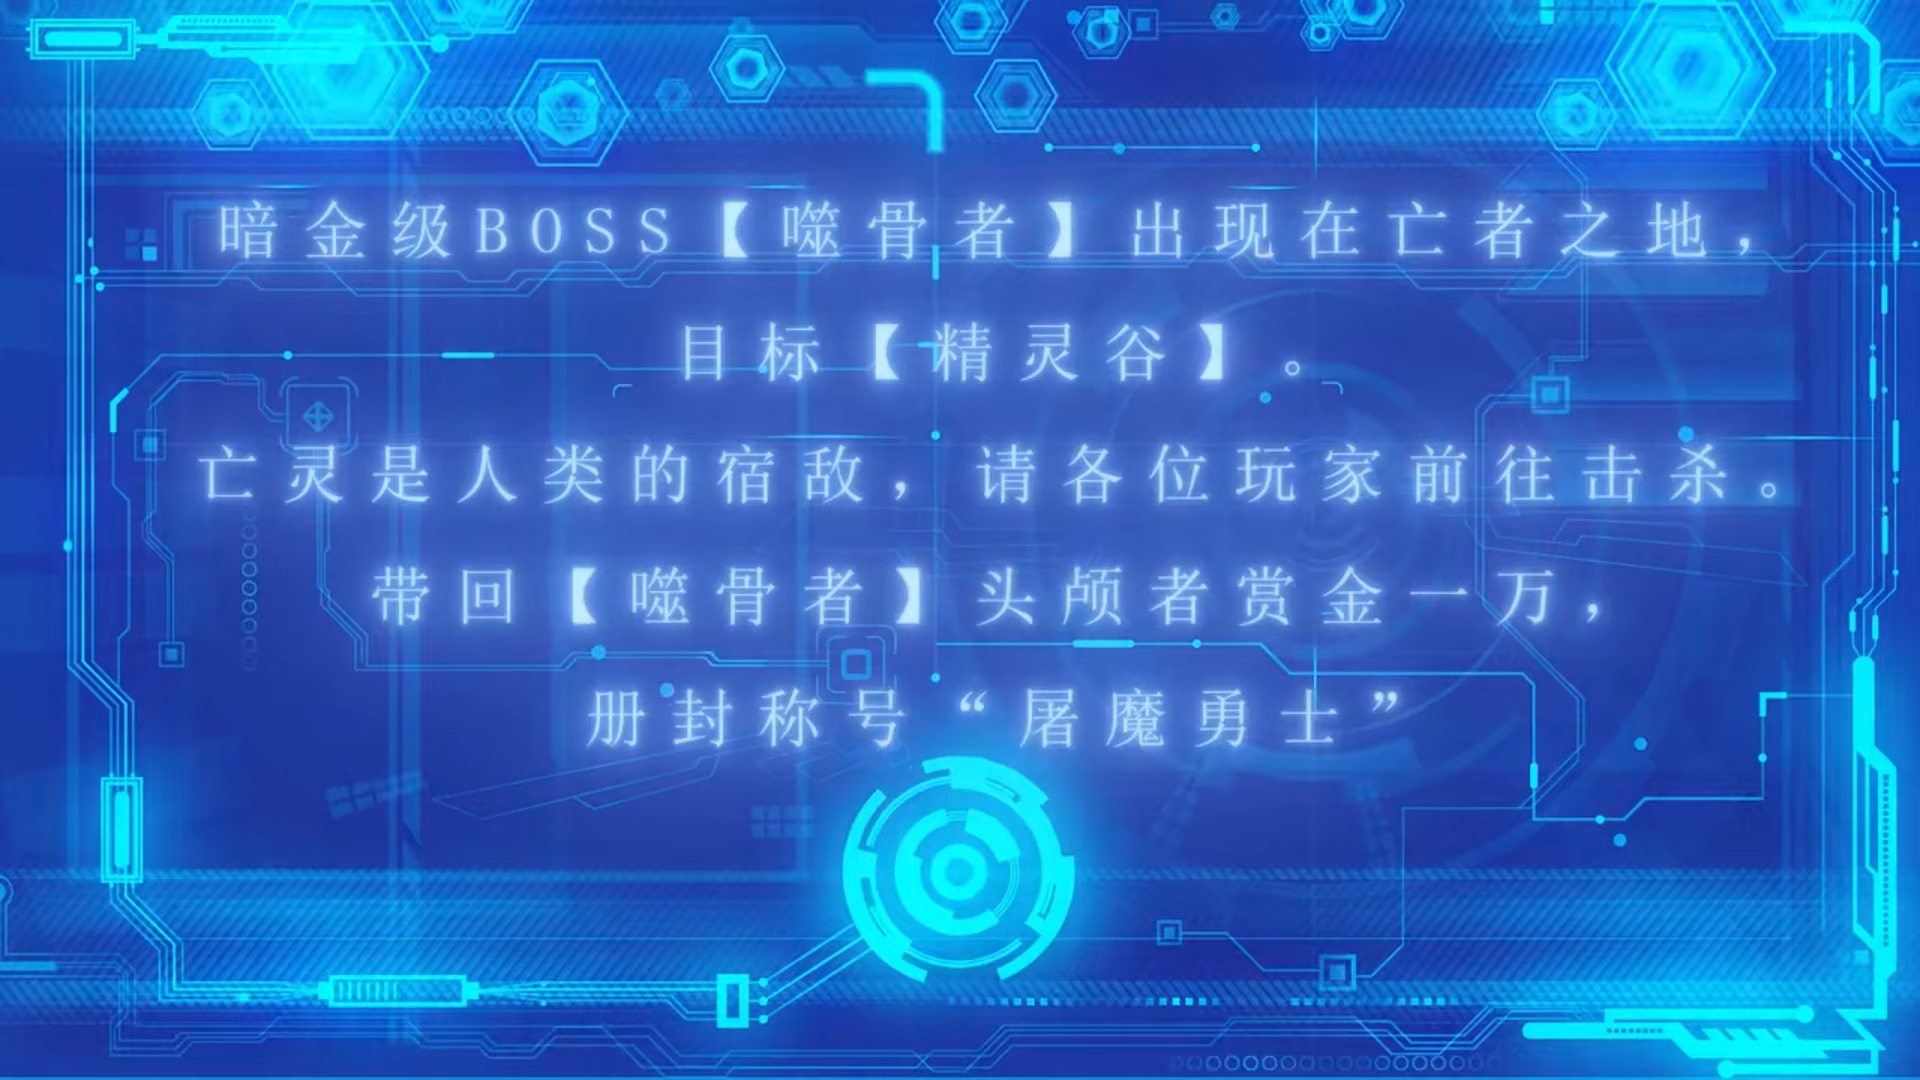 暗金级BOSS【噬骨者】出现在亡者之地，
目标【精灵谷】。
亡灵是人类的宿敌，请各位玩家前往击杀。
带回【噬骨者】头颅者赏金一万，
册封称号“屠魔勇士”